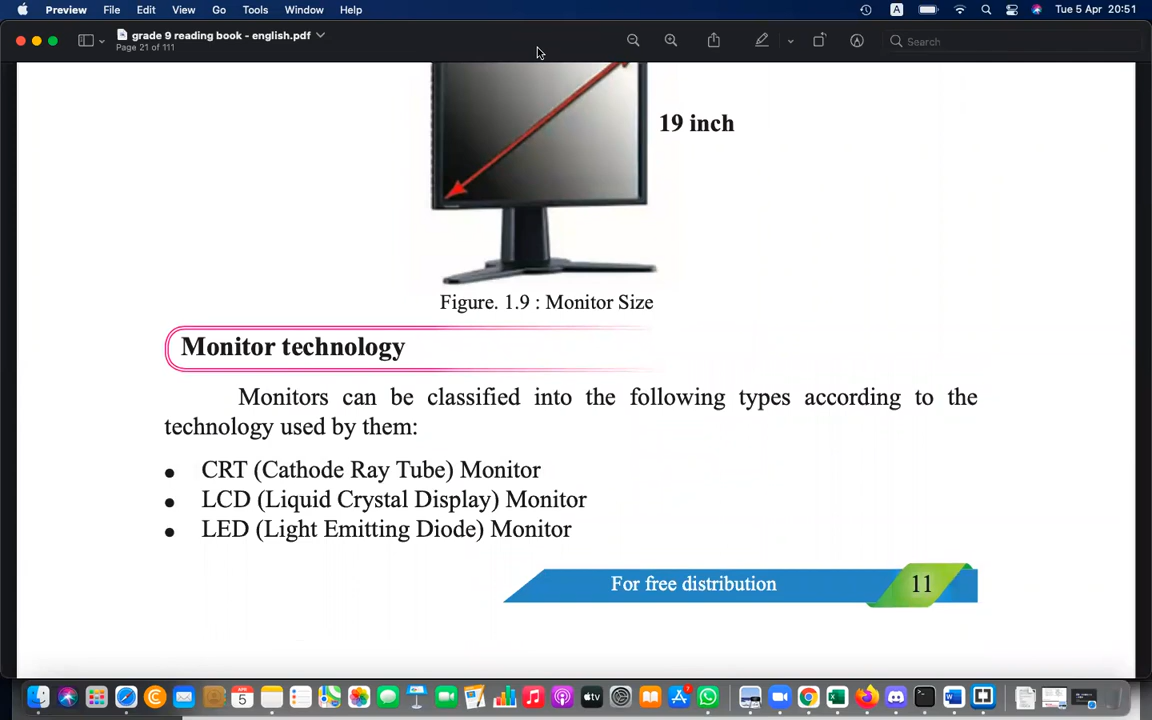 Preview File Edit View Go Tools Window Help A Tue 5 Apr 20:51
grade 9 reading book - english.pdf
Page 21 of 111
Search
19 inch
Figure. 1.9 : Monitor Size
Monitor technology
Monitors can be classified into the following types according to the
technology used by them:
• CRT (Cathode Ray Tube) Monitor
• LCD (Liquid Crystal Display) Monitor
• LED (Light Emitting Diode) Monitor
For free distribution 11